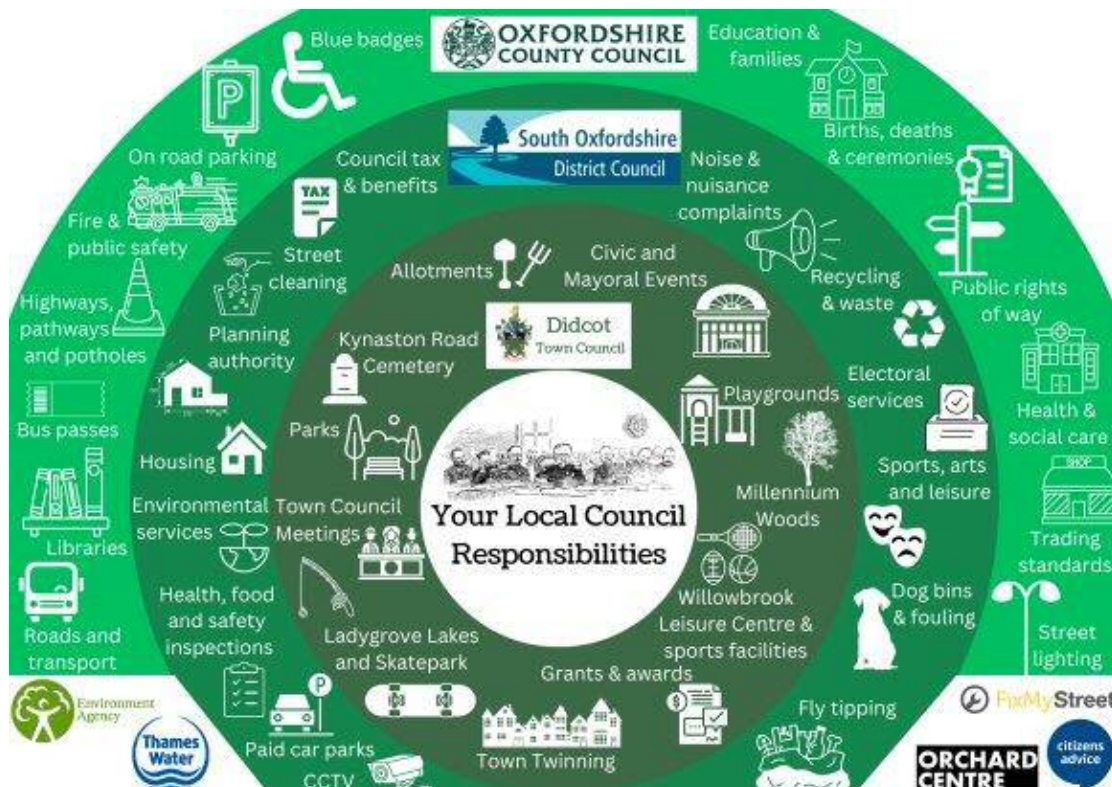 Blue badges
OXFORDSHIRE
COUNTY COUNCIL
Education &
families
P
On road parking
Births, deaths
& ceremonies
Fire &
public safety
Public rights
of way
Highways,
pathways
and potholes
Health &
social care
Bus passes
SHOP
Trading
standards
Libraries
Roads and
transport
Street
lighting
South Oxfordshire
District Council
Council tax
& benefits
TAX
Noise &
nuisance
complaints
Street
cleaning
Recycling
& waste
Planning
authority
Electoral
services
Housing
Sports, arts
and leisure
Environmental
services
Dog bins
& fouling
Health, food
and safety
inspections
P
Paid car parks
CCTV
Fly tipping
Allotments
Civic and
Mayoral Events
Didcot
Town Council
Kynaston Road
Cemetery
Playgrounds
Parks
Millennium
Woods
Town Council
Meetings
Willowbrook
Leisure Centre &
sports facilities
Ladygrove Lakes
and Skatepark
Grants & awards
$
Town Twinning
Your Local Council
Responsibilities
Environment
Agency
Thames
Water
FixMyStreet
ORCHARD
CENTRE
citizens
advice